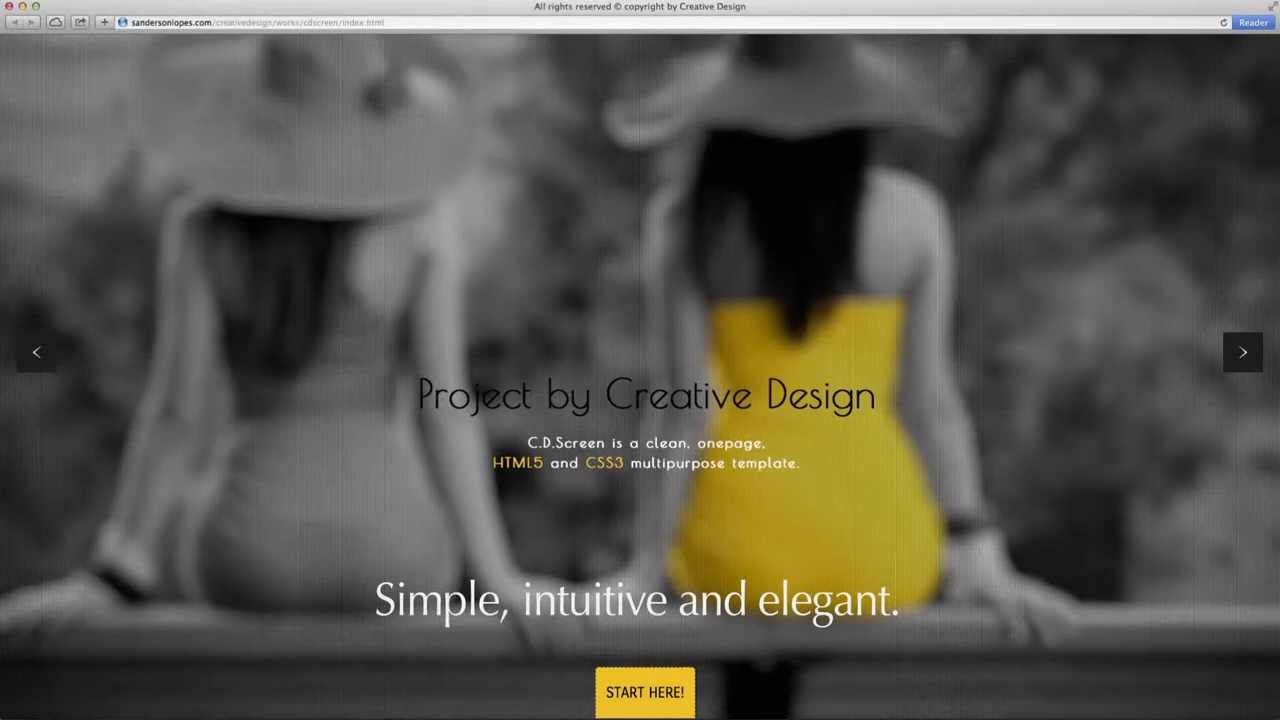 All rights reserved © copyright by Creative Design
sandersonlopes.com/creativedesign/works/cdscreen/index.html
Reader
Project by Creative Design
C.D.Screen is a clean, onepage,
HTML5 and CSS3 multipurpose template.
Simple, intuitive and elegant.
START HERE!